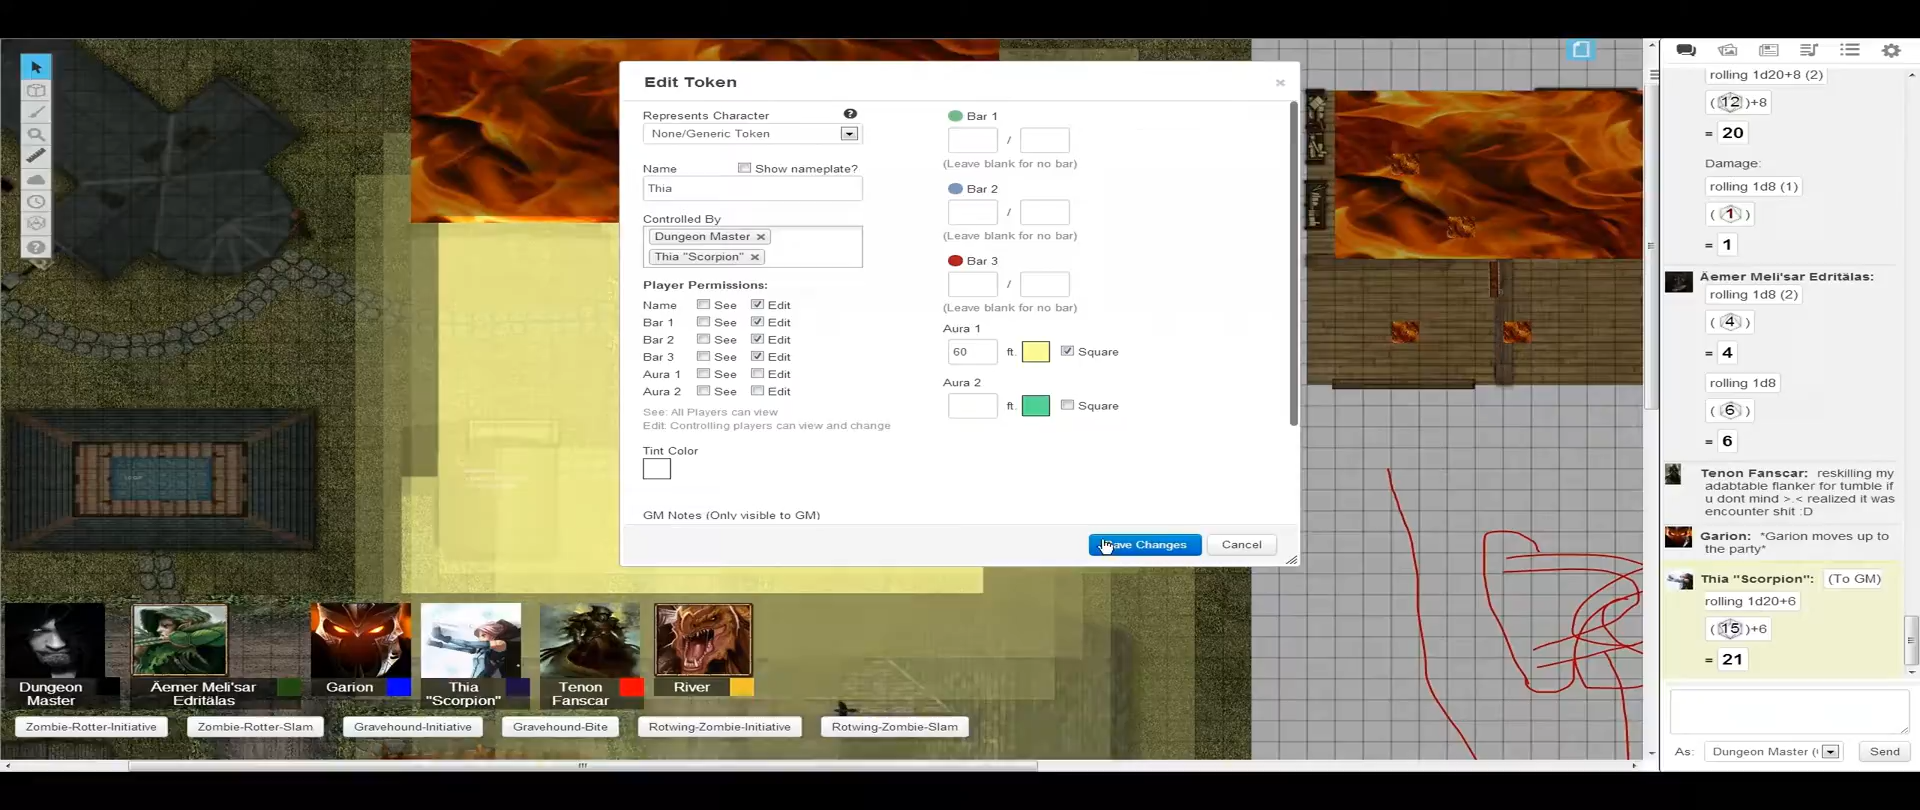 Edit Token
×
Represents Character
?
None/Generic Token
Name
Show nameplate?
Thia
Controlled By
Dungeon Master ×
Thia "Scorpion" ×
Player Permissions:
Name See Edit
Bar 1 See Edit
Bar 2 See Edit
Bar 3 See Edit
Aura 1 See Edit
Aura 2 See Edit
See: All Players can view
Edit: Controlling players can view and change
Tint Color
GM Notes (Only visible to GM)
Bar 1
/
(Leave blank for no bar)
Bar 2
/
(Leave blank for no bar)
Bar 3
/
(Leave blank for no bar)
Aura 1
60 ft. Square
Aura 2
ft. Square
Changes
Cancel
Dungeon
Master
Äemer Meli'sar
Edritälas
Garion
Thia
"Scorpion"
Tenon
Fanscar
River
Zombie-Rotter-Initiative
Zombie-Rotter-Slam
Gravehound-Initiative
Gravehound-Bite
Rotwing-Zombie-Initiative
Rotwing-Zombie-Slam
rolling 1d20+8 (2)
(12)+8
= 20
Damage:
rolling 1d8 (1)
(1)
= 1
Äemer Meli'sar Edritälas:
rolling 1d8 (2)
(4)
= 4
rolling 1d8
(6)
= 6
Tenon Fanscar: reskilling my
adabtable flanker for tumble if
u dont mind >.< realized it was
encounter shit :D
Garion: *Garion moves up to
the party*
Thia "Scorpion": (To GM)
rolling 1d20+6
(15)+6
= 21
As: Dungeon Master (
Send